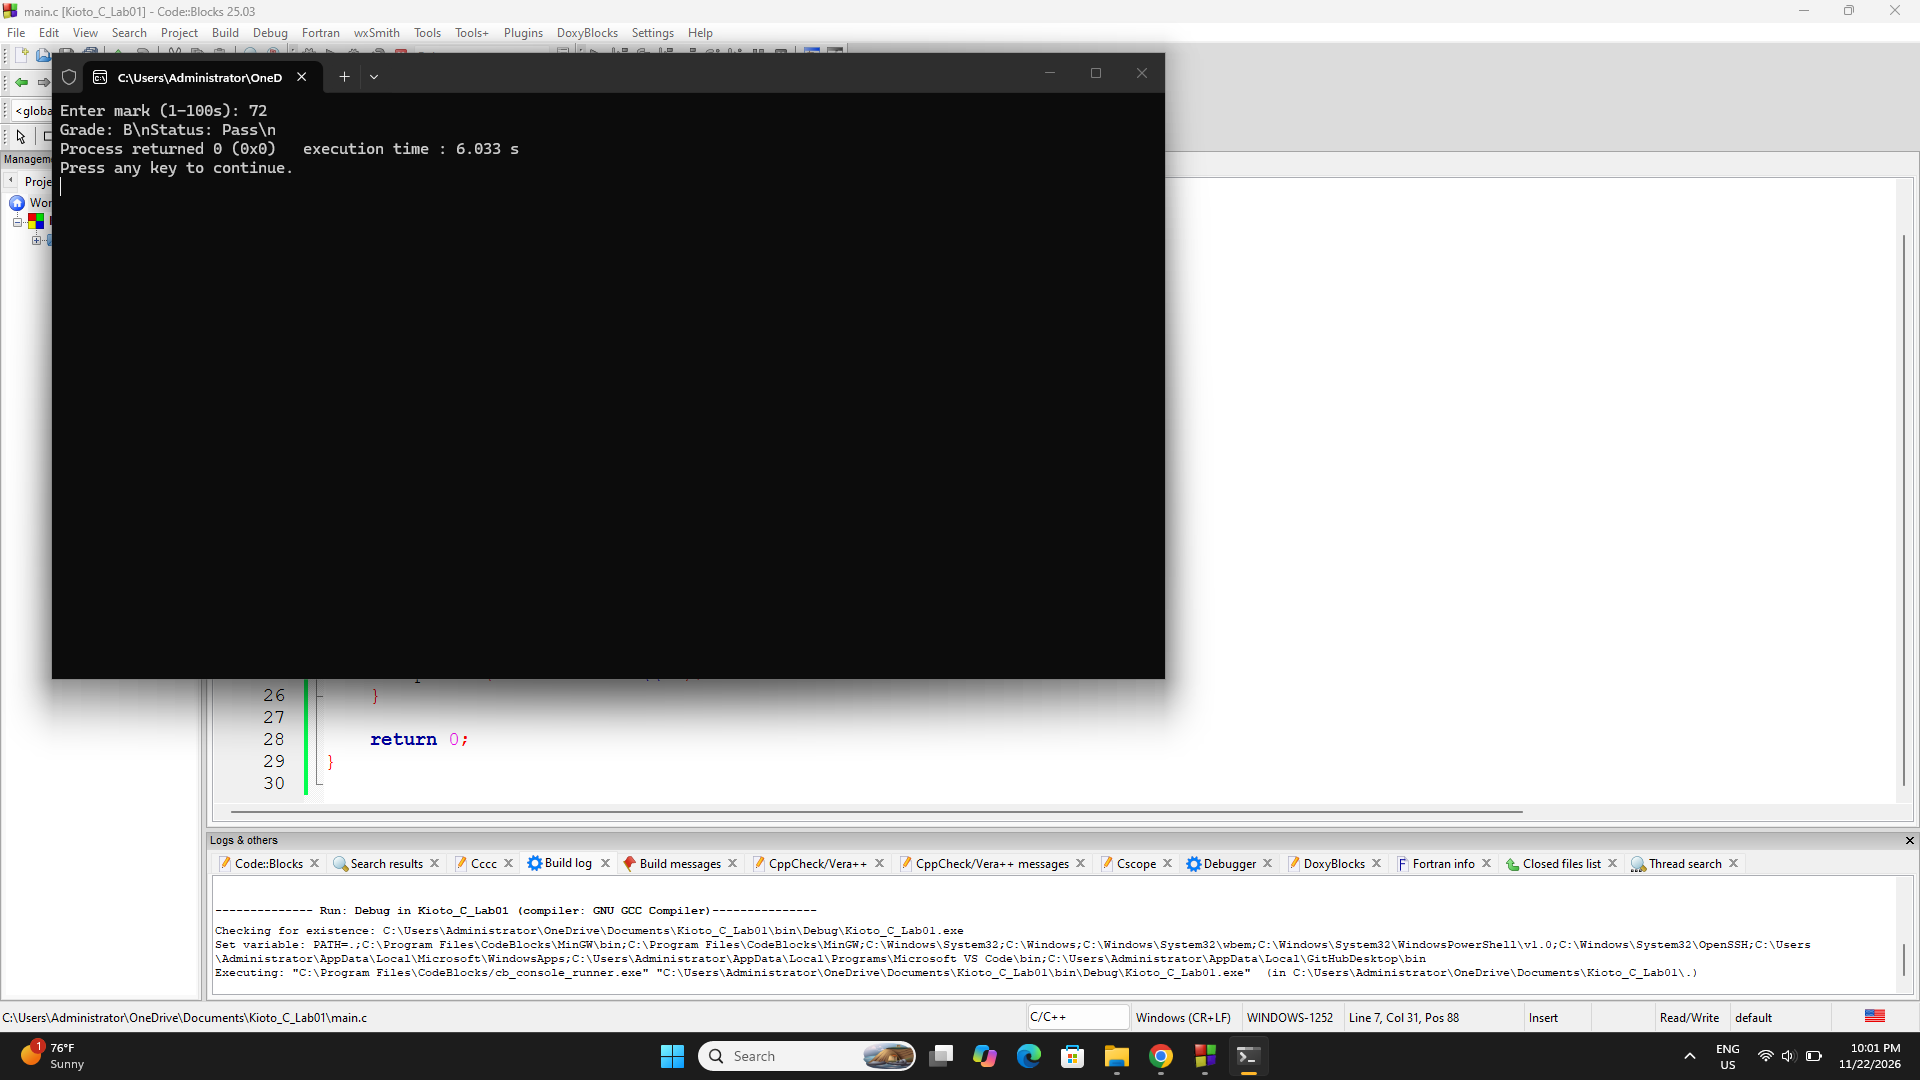 main.c [Kioto_C_Lab01] - Code::Blocks 25.03
File Edit View Search Project Build Debug Fortran wxSmith Tools Tools+ Plugins DoxyBlocks Settings Help
C:\Users\Administrator\OneD
<globa
Enter mark (1-100s): 72
Grade: B\nStatus: Pass\n
Process returned 0 (0x0)   execution time : 6.033 s
Press any key to continue.
Managem
Proje
Wor
26 }
27
28 return 0;
29 }
30
Logs & others
Code::Blocks Search results Cccc Build log Build messages CppCheck/Vera++ CppCheck/Vera++ messages Cscope Debugger DoxyBlocks Fortran info Closed files list Thread search
-------------- Run: Debug in Kioto_C_Lab01 (compiler: GNU GCC Compiler)---------------
Checking for existence: C:\Users\Administrator\OneDrive\Documents\Kioto_C_Lab01\bin\Debug\Kioto_C_Lab01.exe
Set variable: PATH=.;C:\Program Files\CodeBlocks\MinGW\bin;C:\Program Files\CodeBlocks\MinGW;C:\Windows\System32;C:\Windows;C:\Windows\System32\wbem;C:\Windows\System32\WindowsPowerShell\v1.0;C:\Windows\System32\OpenSSH;C:\Users
\Administrator\AppData\Local\Microsoft\WindowsApps;C:\Users\Administrator\AppData\Local\Programs\Microsoft VS Code\bin;C:\Users\Administrator\AppData\Local\GitHubDesktop\bin
Executing: "C:\Program Files\CodeBlocks/cb_console_runner.exe" "C:\Users\Administrator\OneDrive\Documents\Kioto_C_Lab01\bin\Debug\Kioto_C_Lab01.exe"  (in C:\Users\Administrator\OneDrive\Documents\Kioto_C_Lab01\.)
C:\Users\Administrator\OneDrive\Documents\Kioto_C_Lab01\main.c C/C++ Windows (CR+LF) WINDOWS-1252 Line 7, Col 31, Pos 88 Insert Read/Write default
1 76°F
Sunny
Search
ENG
US
10:01 PM
11/22/2026